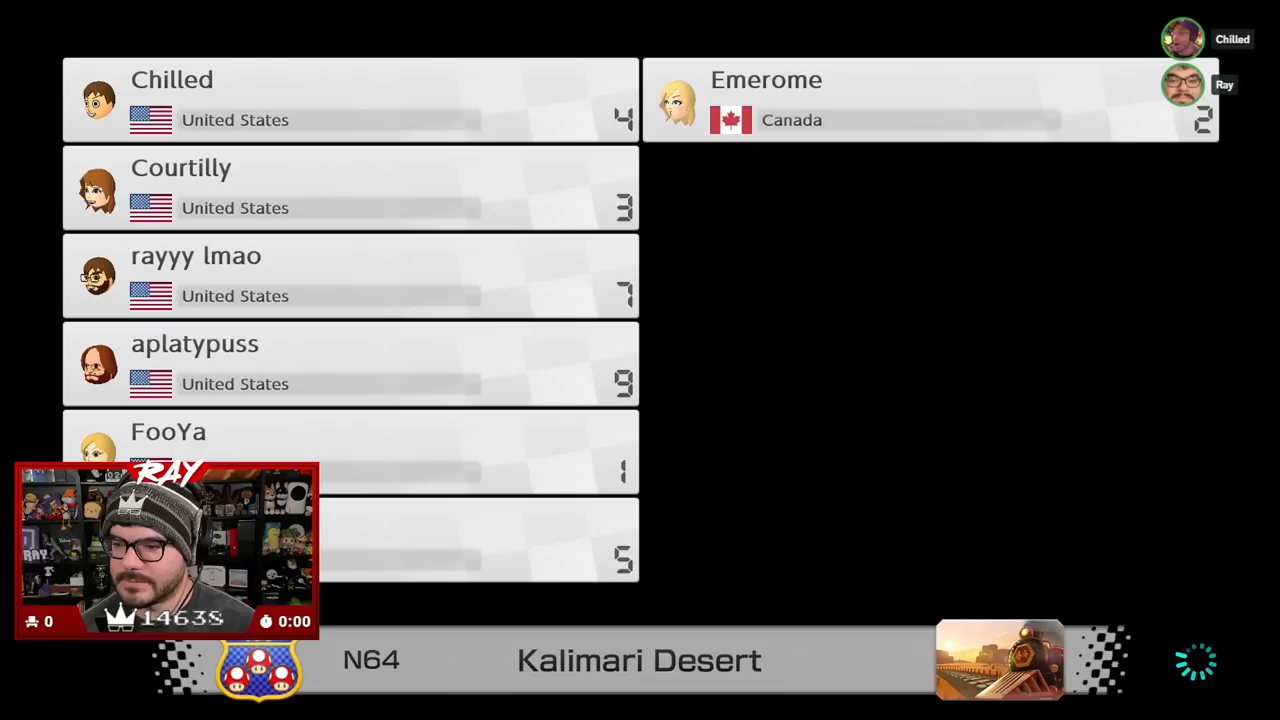 Chilled
Chilled
United States
4
Emerome
Canada
2
Ray
Courtilly
United States
3
rayyy lmao
United States
7
aplatypuss
United States
9
FooYa
1
RAY
5
0
14638
0:00
N64
Kalimari Desert